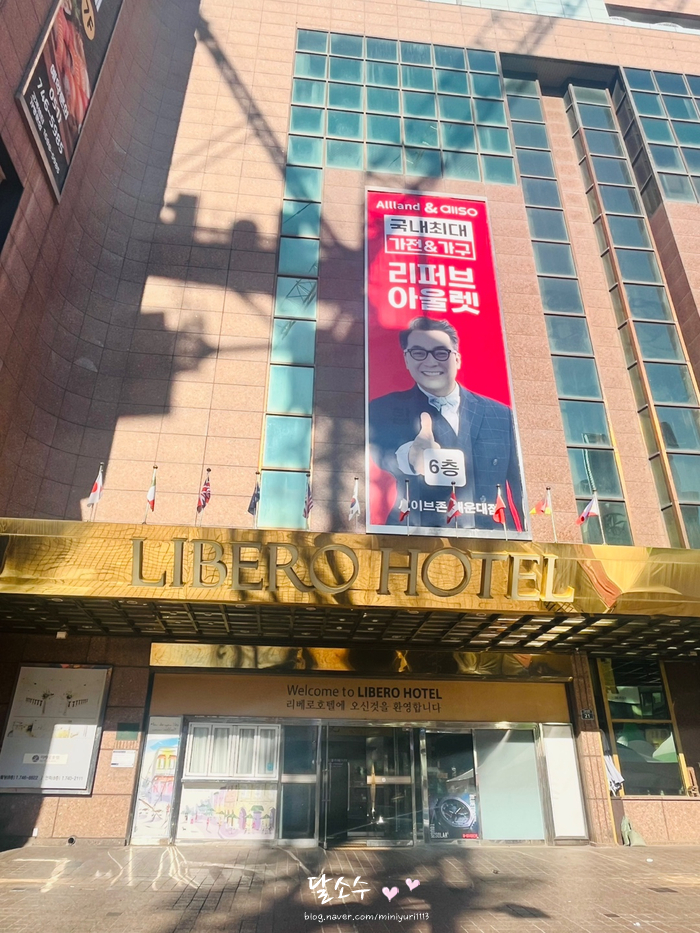 Allland & aiiso
국내최대
가전&가구
리퍼브
아울렛
6층
LIBERO HOTEL
Welcome to LIBERO HOTEL
리베로호텔에 오신것을 환영합니다
달소수
blog.naver.com/miniyuri1113